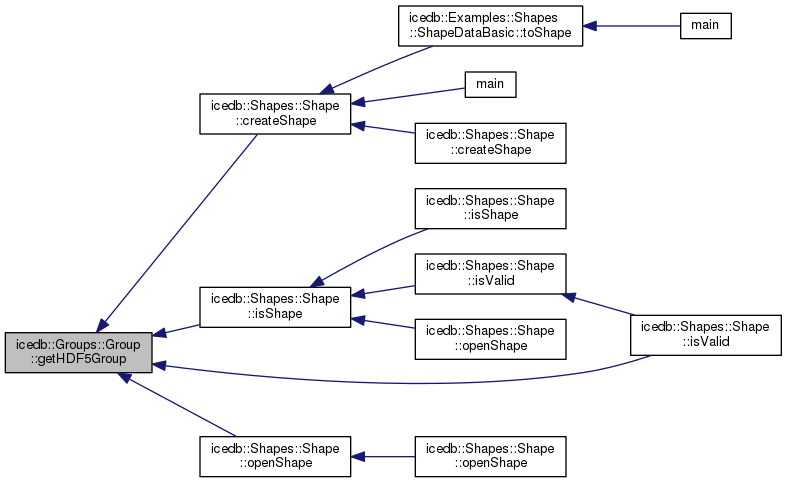 icedb::Examples::Shapes
::ShapeDataBasic::toShape
main
icedb::Shapes::Shape
::createShape
main
icedb::Shapes::Shape
::createShape
icedb::Shapes::Shape
::isShape
icedb::Shapes::Shape
::isValid
icedb::Shapes::Shape
::isShape
icedb::Shapes::Shape
::openShape
icedb::Shapes::Shape
::isValid
icedb::Groups::Group
::getHDF5Group
icedb::Shapes::Shape
::openShape
icedb::Shapes::Shape
::openShape